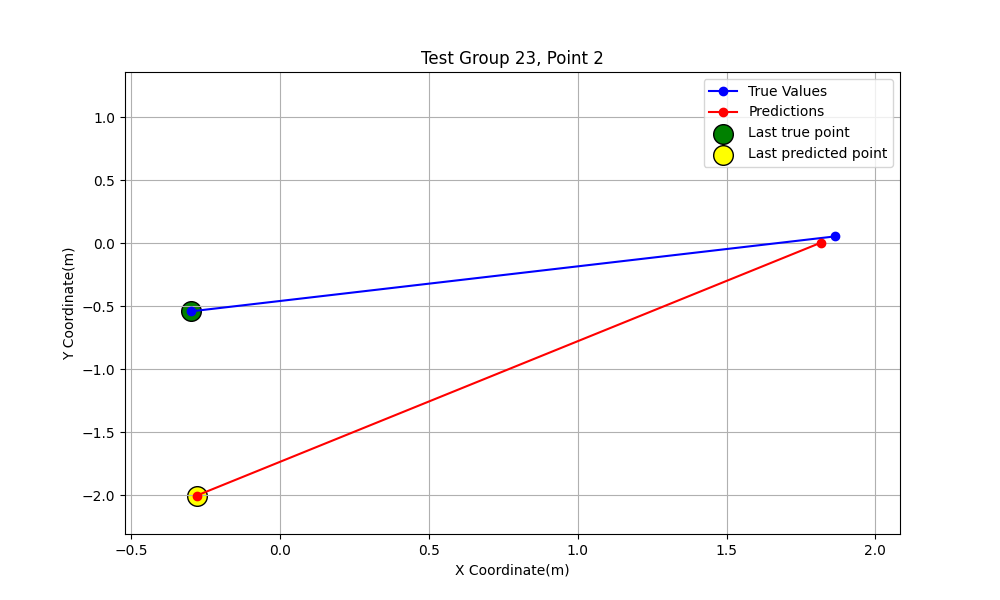 Test Group 23, Point 2
True Values
Predictions
Last true point
Last predicted point
Y Coordinate(m)
1.0
0.5
0.0
−0.5
−1.0
−1.5
−2.0
−0.5
0.0
0.5
1.0
1.5
2.0
X Coordinate(m)